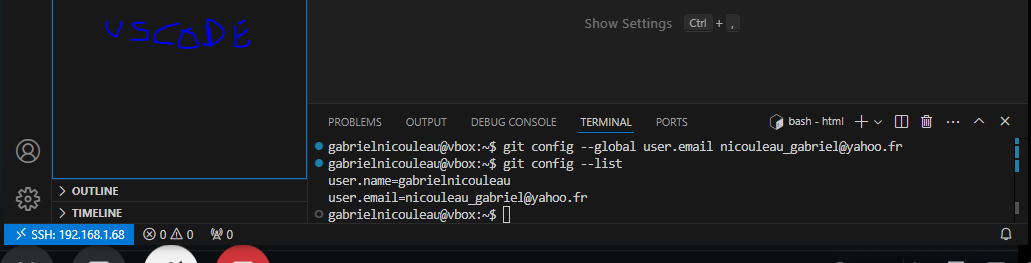 VSCODE
Show Settings Ctrl + ,
PROBLEMS OUTPUT DEBUG CONSOLE TERMINAL PORTS bash - html
gabrielnicouleau@vbox:~$ git config --global user.email nicouleau_gabriel@yahoo.fr
gabrielnicouleau@vbox:~$ git config --list
user.name=gabrielnicouleau
user.email=nicouleau_gabriel@yahoo.fr
gabrielnicouleau@vbox:~$
OUTLINE
TIMELINE
SSH: 192.168.1.68 0 0 0